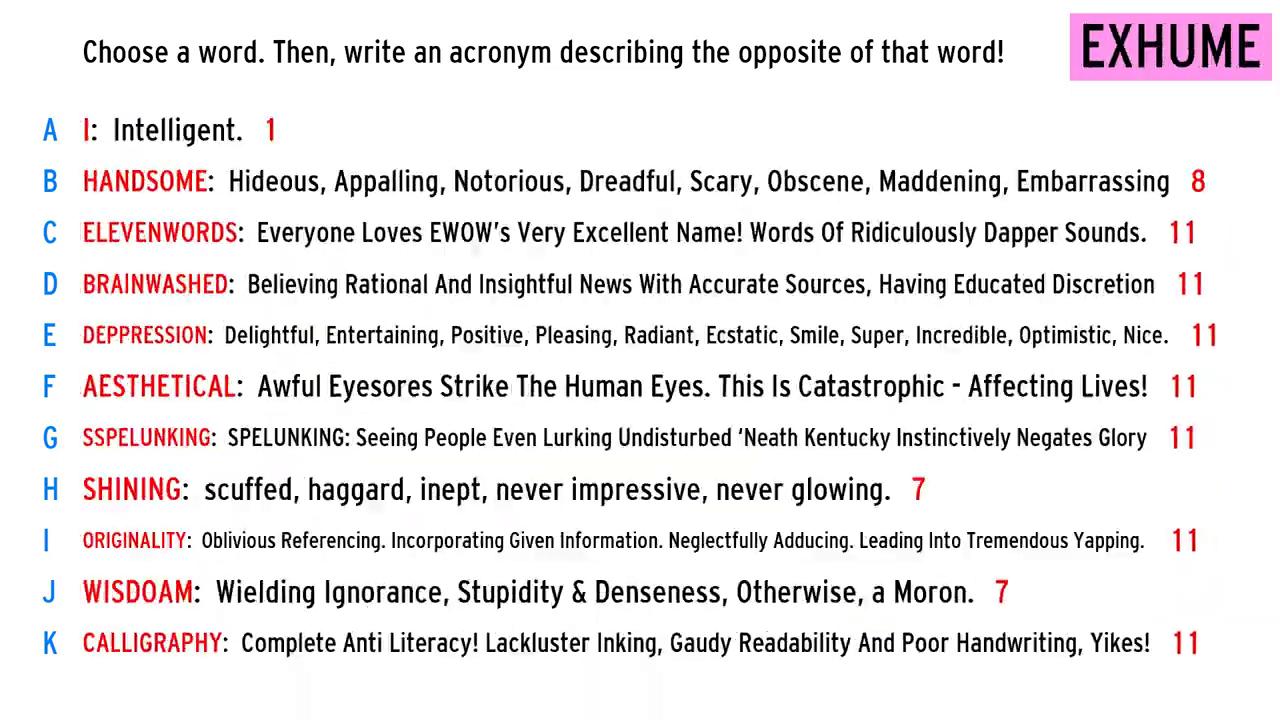 Choose a word. Then, write an acronym describing the opposite of that word!
EXHUME
A I: Intelligent. 1
B HANDSOME: Hideous, Appalling, Notorious, Dreadful, Scary, Obscene, Maddening, Embarrassing 8
C ELEVENWORDS: Everyone Loves EWOW's Very Excellent Name! Words Of Ridiculously Dapper Sounds. 11
D BRAINWASHED: Believing Rational And Insightful News With Accurate Sources, Having Educated Discretion 11
E DEPPRESSION: Delightful, Entertaining, Positive, Pleasing, Radiant, Ecstatic, Smile, Super, Incredible, Optimistic, Nice. 11
F AESTHETICAL: Awful Eyesores Strike The Human Eyes. This Is Catastrophic - Affecting Lives! 11
G SSPELUNKING: SPELUNKING: Seeing People Even Lurking Undisturbed ‘Neath Kentucky Instinctively Negates Glory 11
H SHINING: scuffed, haggard, inept, never impressive, never glowing. 7
I ORIGINALITY: Oblivious Referencing. Incorporating Given Information. Neglectfully Adducing. Leading Into Tremendous Yapping. 11
J WISDOAM: Wielding Ignorance, Stupidity & Denseness, Otherwise, a Moron. 7
K CALLIGRAPHY: Complete Anti Literacy! Lackluster Inking, Gaudy Readability And Poor Handwriting, Yikes! 11